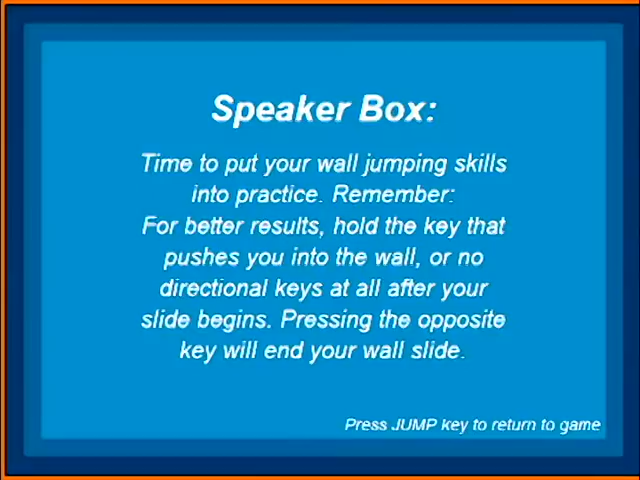 Speaker Box:
Time to put your wall jumping skills
into practice. Remember:
For better results, hold the key that
pushes you into the wall, or no
directional keys at all after your
slide begins. Pressing the opposite
key will end your wall slide.
Press JUMP key to return to game